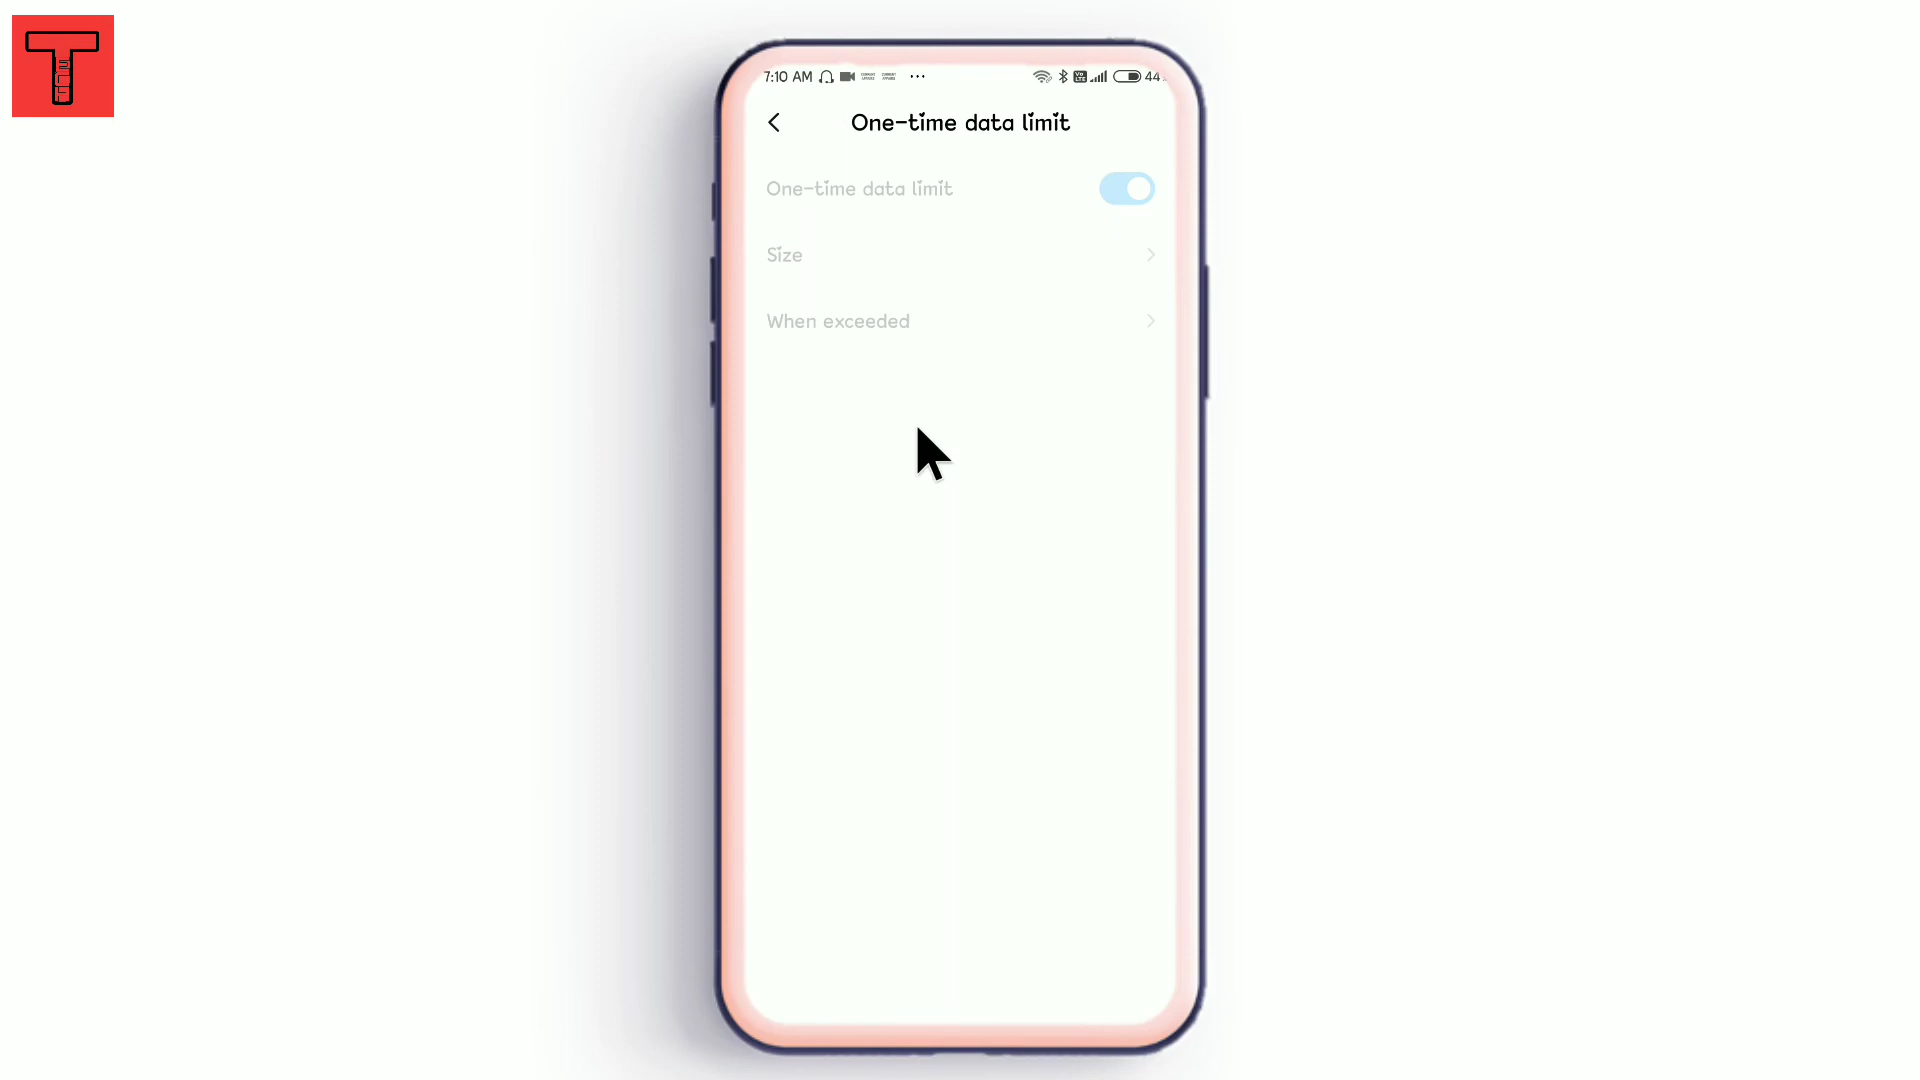 T
7:10 AM
44
One-time data limit
One-time data limit
Size
When exceeded